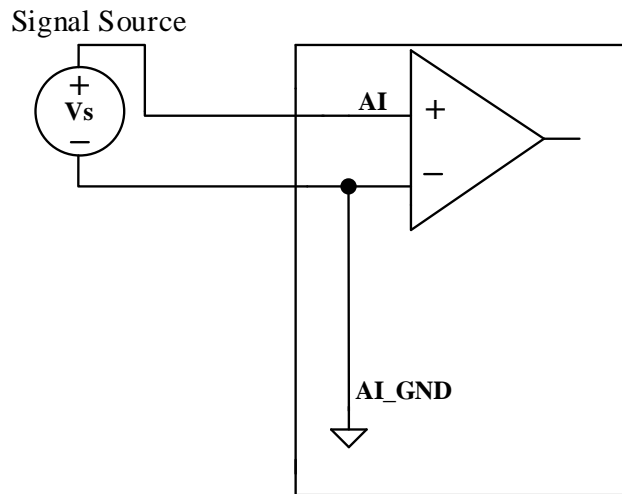 Signal Source
+
Vs
−
AI
+
−
AI_GND